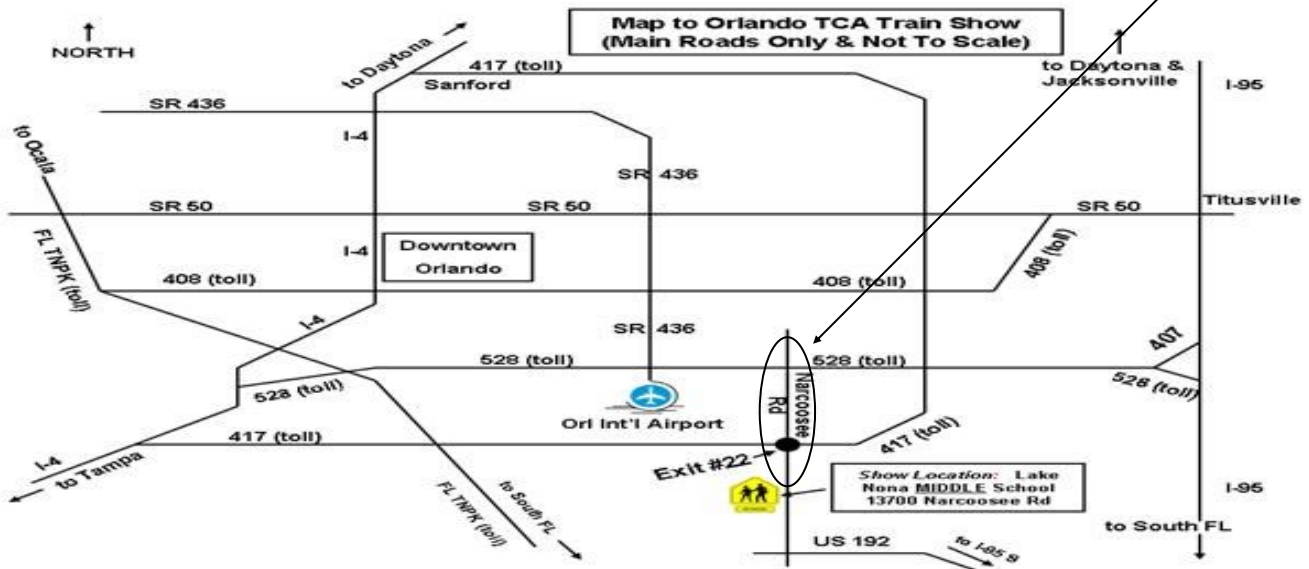 Map to Orlando TCA Train Show
(Main Roads Only & Not To Scale)
NORTH
to Daytona
417 (toll)
Sanford
to Daytona &
Jacksonville
I-95
SR 436
I-4
to Ocala
SR 436
SR 50
SR 50
SR 50
Titusville
FL TNPK (toll)
I-4
Downtown
Orlando
408 (toll)
408 (toll)
408 (toll)
I-4
SR 436
407
528 (toll)
528 (toll)
528 (toll)
528 (toll)
Narcoossee
Rd
Orl Int'l Airport
417 (toll)
417 (toll)
I-4
to Tampa
Exit #22
Show Location: Lake
Nona MIDDLE School
13700 Narcoosee Rd
FL TNPK (toll)
to South FL
I-95
to South FL
US 192
to I-95 S